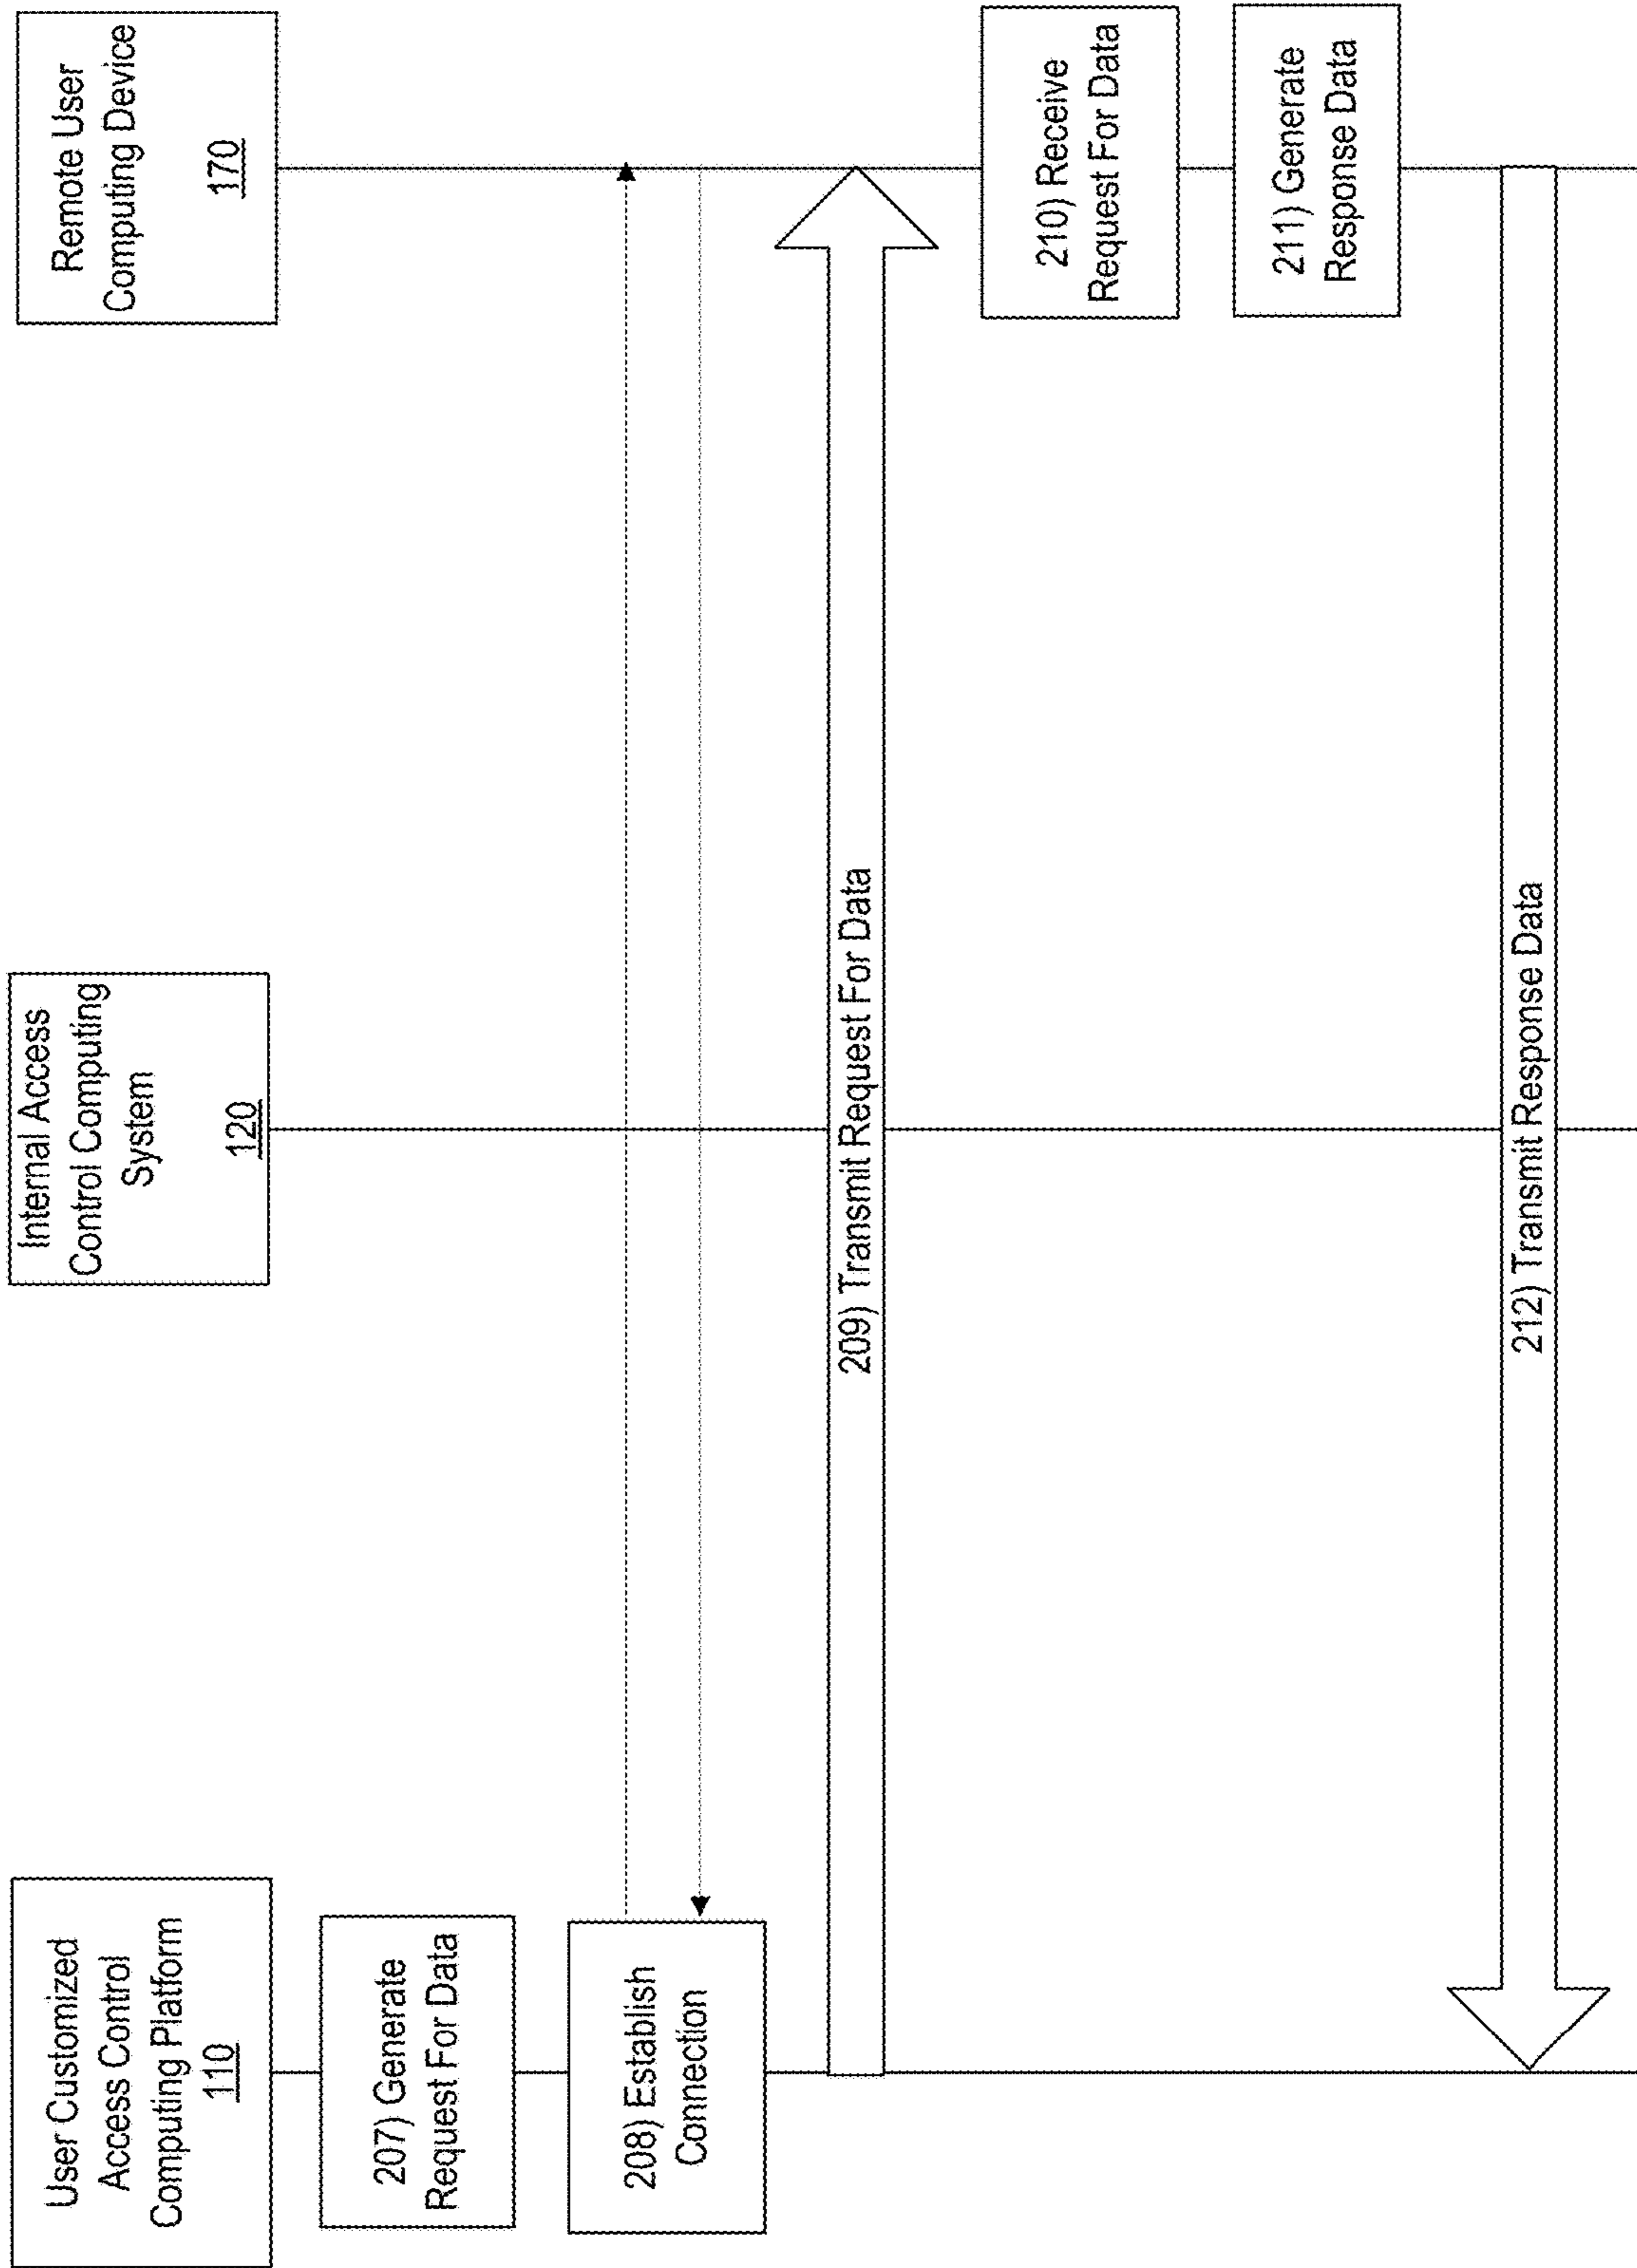 User Customized
Access Control
Computing Platform
110
Internal Access
Control Computing
System
120
Remote User
Computing Device
170
207) Generate
Request For Data
208) Establish
Connection
209) Transmit Request For Data
210) Receive
Request For Data
211) Generate
Response Data
212) Transmit Response Data